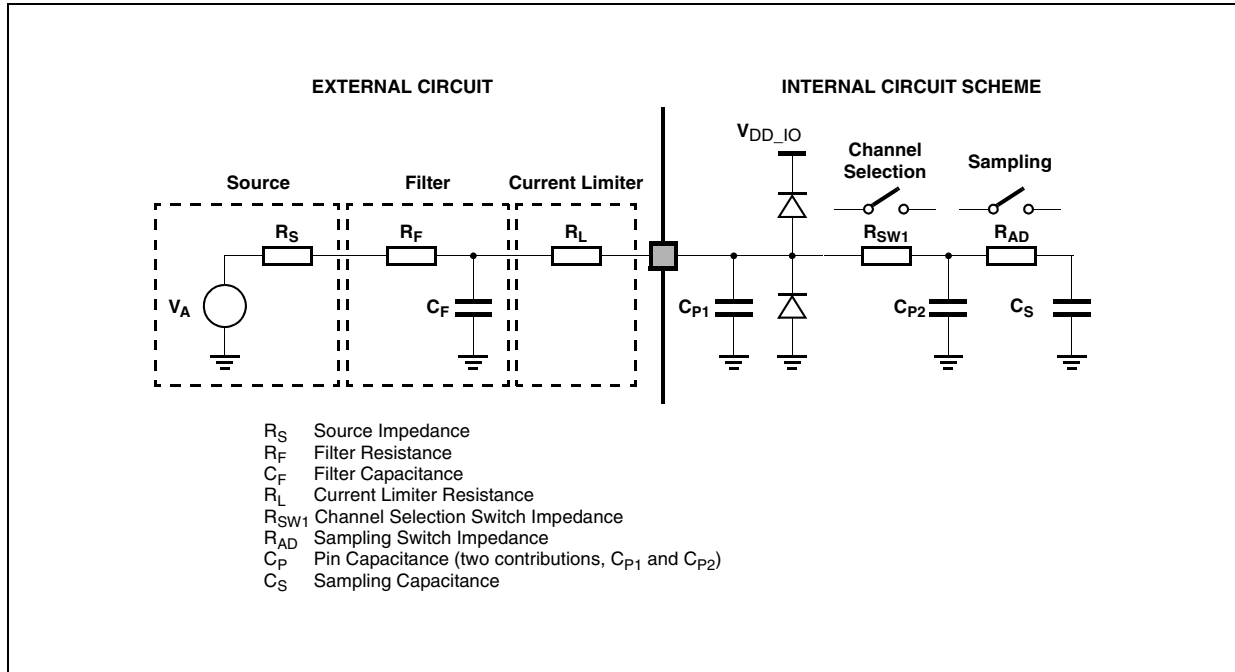 EXTERNAL CIRCUIT
INTERNAL CIRCUIT SCHEME
VDD_IO
Channel
Selection
Sampling
Source
Filter
Current Limiter
RS
RF
RL
RSW1
RAD
VA
CF
CP1
CP2
CS
RS Source Impedance
RF Filter Resistance
CF Filter Capacitance
RL Current Limiter Resistance
RSW1 Channel Selection Switch Impedance
RAD Sampling Switch Impedance
CP Pin Capacitance (two contributions, CP1 and CP2)
CS Sampling Capacitance